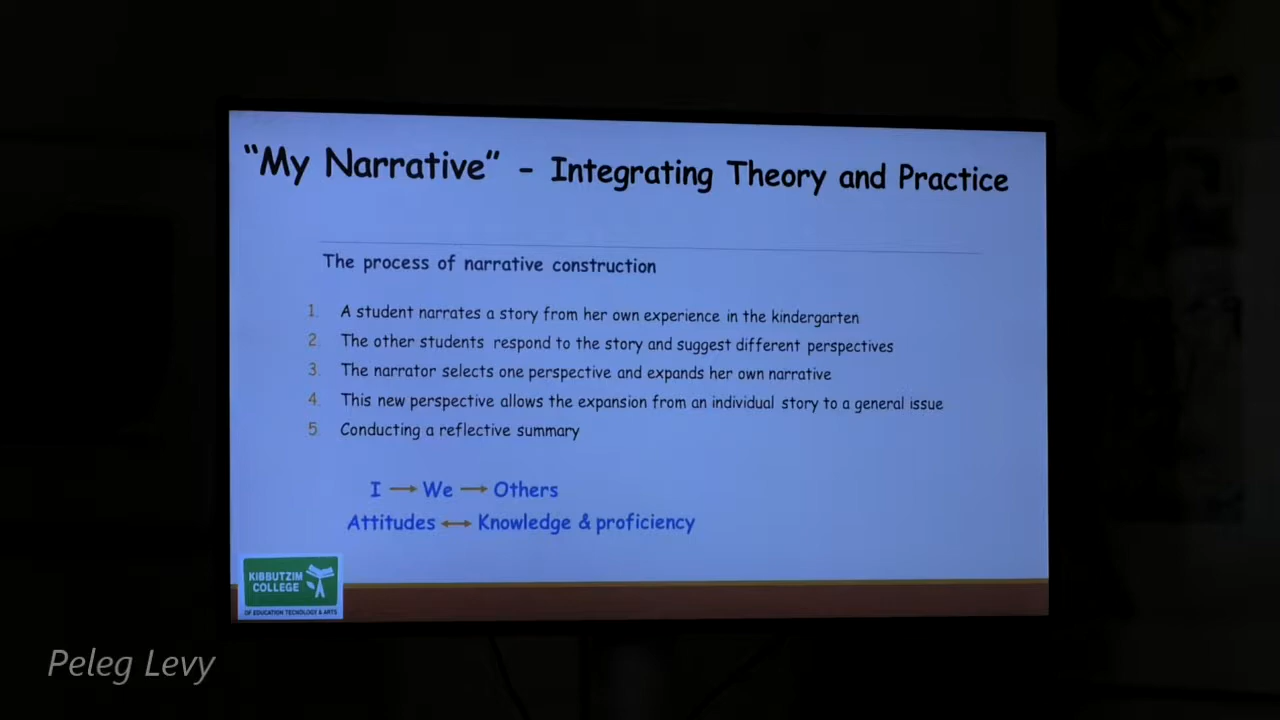 “My Narrative” - Integrating Theory and Practice
The process of narrative construction
1. A student narrates a story from her own experience in the kindergarten
2. The other students respond to the story and suggest different perspectives
3. The narrator selects one perspective and expands her own narrative
4. This new perspective allows the expansion from an individual story to a general issue
5. Conducting a reflective summary
I → We → Others
Attitudes ↔ Knowledge & proficiency
KIBBUTZIM
COLLEGE
OF EDUCATION TECNOLOGY & ARTS
Peleg Levy